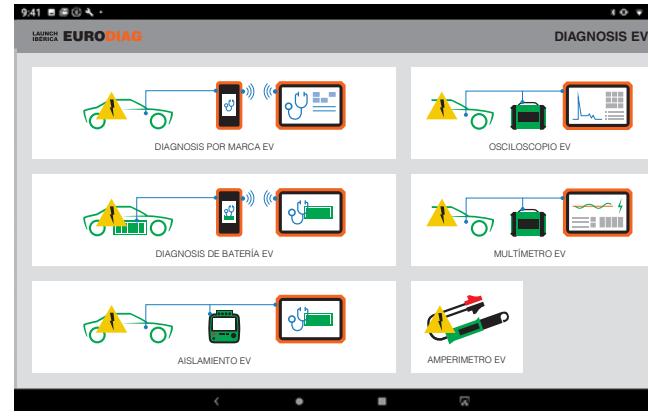 9:41
LAUNCH
IBÉRICA EURODIAG
DIAGNOSIS EV
DIAGNOSIS POR MARCA EV
OSCILOSCOPIO EV
DIAGNOSIS DE BATERÍA EV
MULTÍMETRO EV
AISLAMIENTO EV
AMPERIMETRO EV